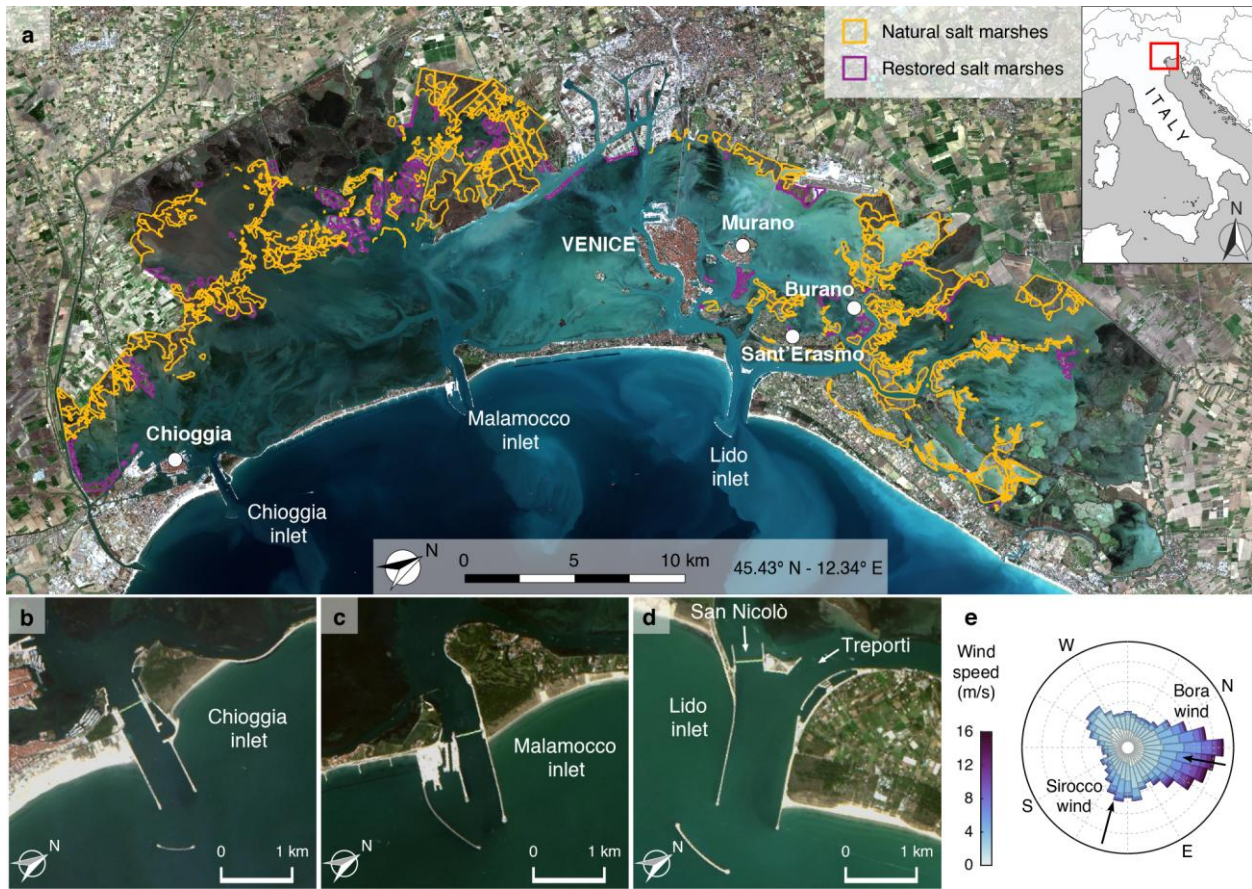 a
Natural salt marshes
Restored salt marshes
ITALY
N
Murano
VENICE
Burano
Sant'Erasmo
Malamocco
inlet
Lido
inlet
Chioggia
Chioggia
inlet
N
0 5 10 km
45.43° N - 12.34° E
b
Chioggia
inlet
N
0 1 km
c
Malamocco
inlet
N
0 1 km
d
San Nicolò
Treporti
Lido
inlet
N
0 1 km
e
Wind
speed
(m/s)
16
12
8
4
0
W
N
Bora
wind
Sirocco
wind
S
E